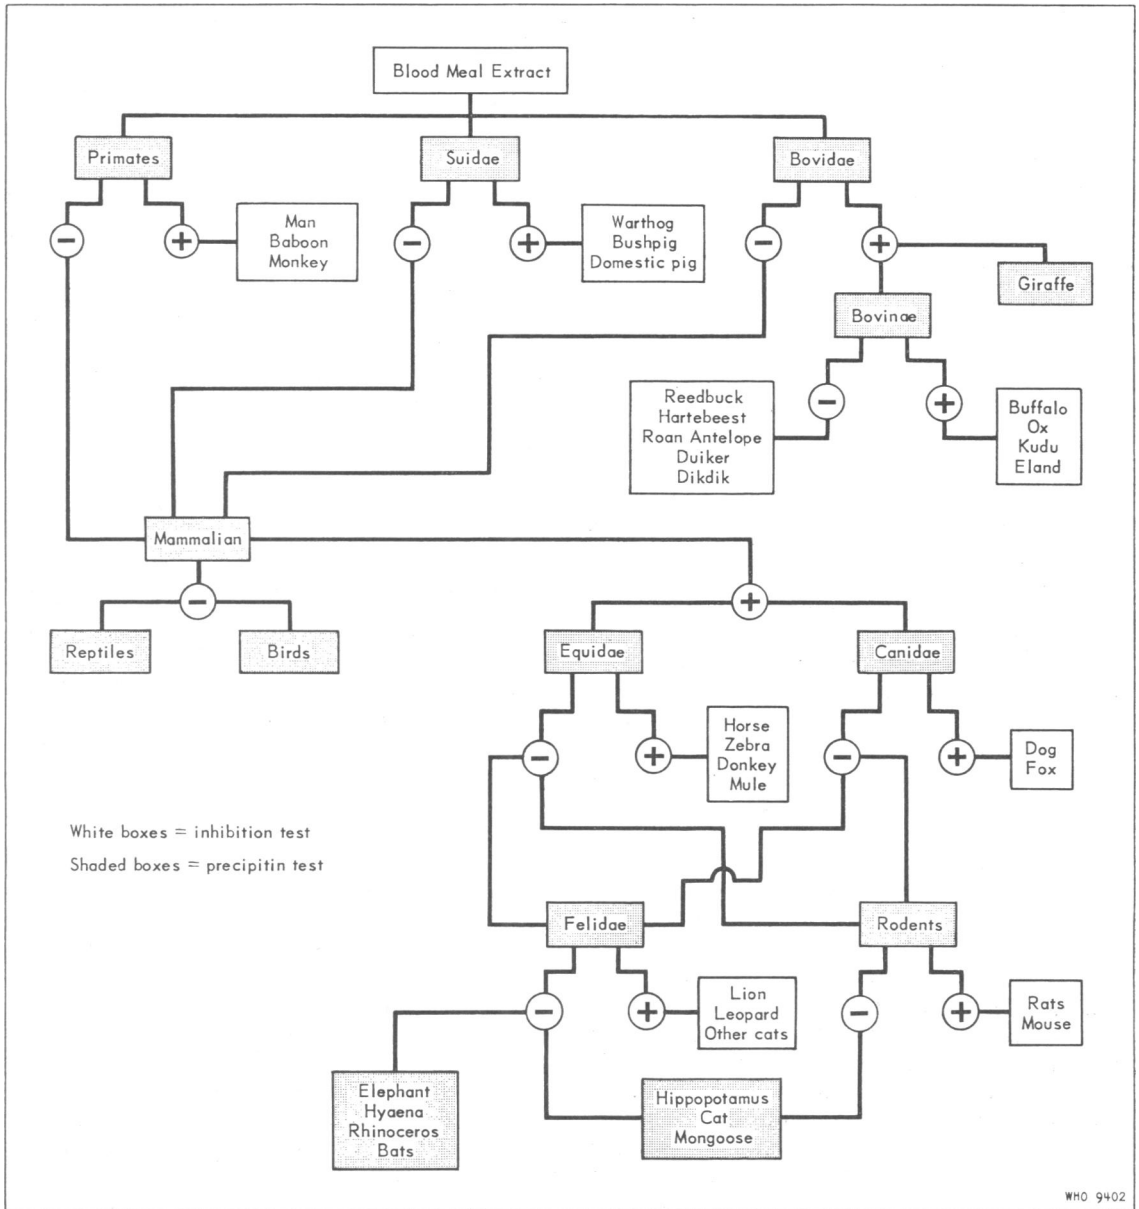 Blood Meal Extract
Primates
Suidae
Bovidae
−
+
Man
Baboon
Monkey
−
+
Warthog
Bushpig
Domestic pig
−
+
Giraffe
Bovinae
Reedbuck
Hartebeest
Roan Antelope
Duiker
Dikdik
−
+
Buffalo
Ox
Kudu
Eland
Mammalian
−
+
Reptiles
Birds
Equidae
Canidae
−
+
Horse
Zebra
Donkey
Mule
−
+
Dog
Fox
White boxes = inhibition test
Shaded boxes = precipitin test
Felidae
Rodents
−
+
Lion
Leopard
Other cats
−
+
Rats
Mouse
Elephant
Hyaena
Rhinoceros
Bats
Hippopotamus
Cat
Mongoose
WHO 9402